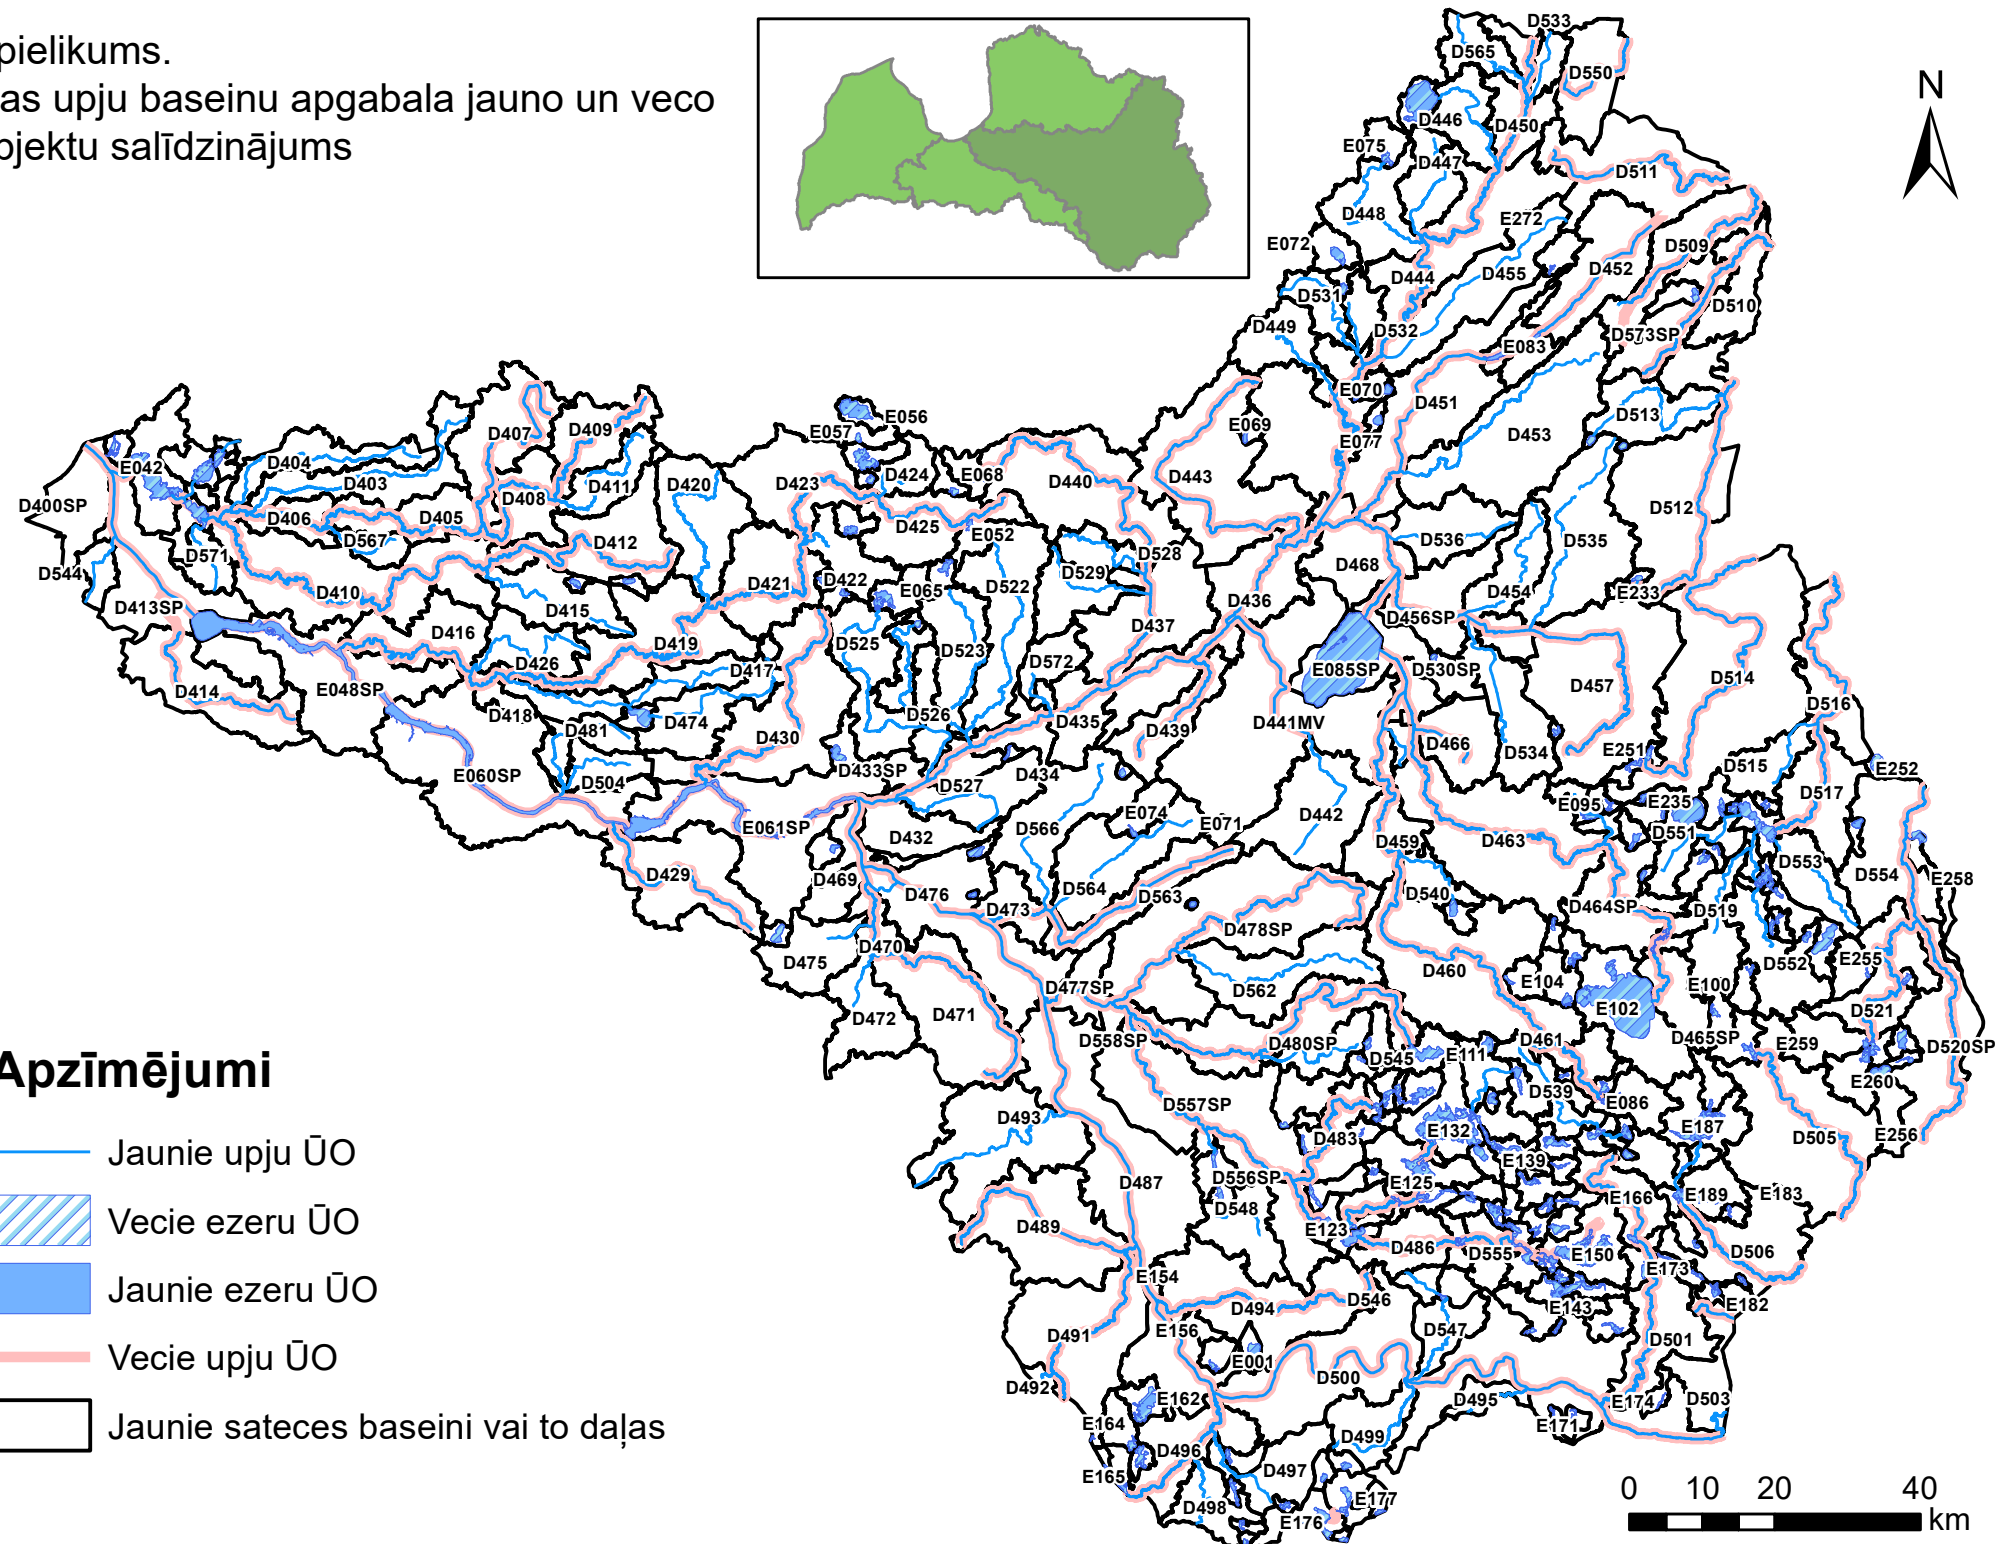 pielikums.
as upju baseinu apgabala jauno un veco
ojektu salīdzinājums
N
D533
D565
D550
D446
D450
E075
D447
D511
D448
E272
E072
D509
D444
D455
D452
D531
D510
D449
D532
D573SP
E083
E070
D451
E056
D407
D409
E057
E069
D513
D453
E077
E042
D404
D424
E068
D440
D443
D403
D411
D420
D423
D408
D400SP
D406
D405
D425
D512
E052
D567
D412
D536
D535
D571
D528
D544
D529
D468
D421
D422
E065
D522
D454
E233
D410
D413SP
D415
D436
D456SP
D416
D437
D419
D525
D523
D426
D572
D417
E085SP
D530SP
D457
D514
E048SP
D414
D516
D418
D526
D474
D435
D441MV
D481
D439
D430
D466
D534
E251
E060SP
D433SP
D434
D515
E252
D504
D527
D517
E095
E235
E074
D442
E061SP
E071
D566
D551
D432
D459
D463
D553
D429
D469
D554
E258
D476
D564
D563
D540
D473
D464SP
D519
D478SP
D470
D475
D460
D552
E255
D477SP
D562
E104
E100
E102
D472
D471
D521
D558SP
D480SP
D461
D465SP
E259
D520SP
D545
E111
E260
D539
D557SP
E086
D493
D483
E132
E187
D505
E256
E139
D487
D556SP
E125
D548
E166
E189
E183
D489
E123
D486
D555
E150
D506
E173
E154
D546
D494
E143
E182
E156
D491
D547
D501
E001
D492
D500
E162
D495
E174
D503
E164
E171
D499
D496
E165
D497
D498
E177
E176
Apzīmējumi
Jaunie upju ŪO
Vecie ezeru ŪO
Jaunie ezeru ŪO
Vecie upju ŪO
Jaunie sateces baseini vai to daļas
0 10 20 40
km